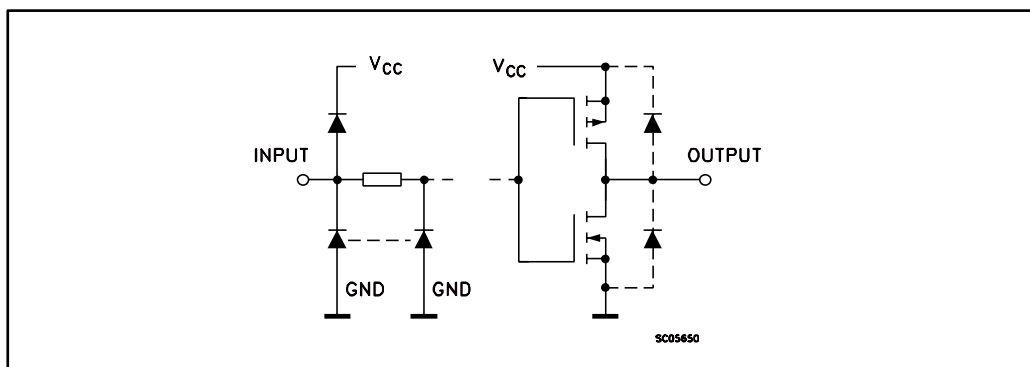 VCC
VCC
INPUT
OUTPUT
GND
GND
SC05650